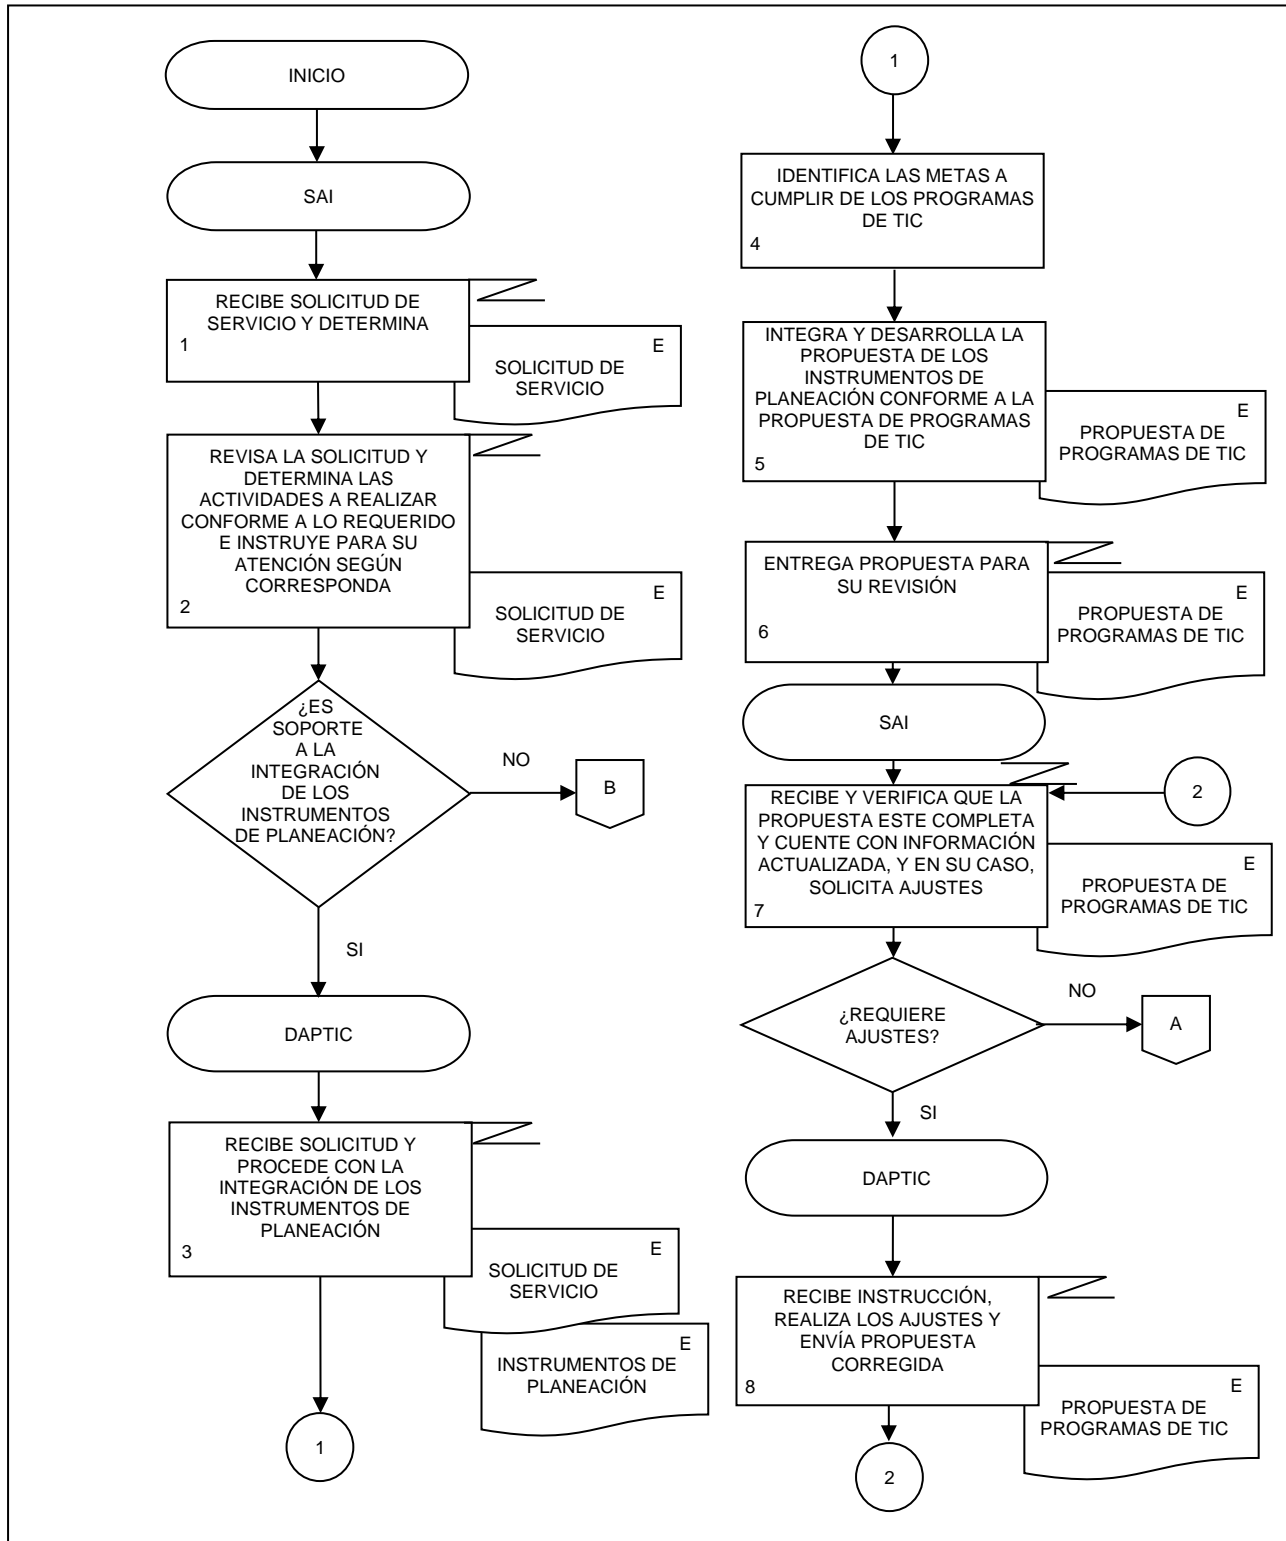 INICIO
SAI
RECIBE SOLICITUD DE
SERVICIO Y DETERMINA
1
E
SOLICITUD DE
SERVICIO
REVISA LA SOLICITUD Y
DETERMINA LAS
ACTIVIDADES A REALIZAR
CONFORME A LO REQUERIDO
E INSTRUYE PARA SU
ATENCIÓN SEGÚN
CORRESPONDA
2
E
SOLICITUD DE
SERVICIO
¿ES
SOPORTE
A LA
INTEGRACIÓN
DE LOS
INSTRUMENTOS
DE PLANEACIÓN?
NO
B
SI
DAPTIC
RECIBE SOLICITUD Y
PROCEDE CON LA
INTEGRACIÓN DE LOS
INSTRUMENTOS DE
PLANEACIÓN
3
E
SOLICITUD DE
SERVICIO
E
INSTRUMENTOS DE
PLANEACIÓN
1
1
IDENTIFICA LAS METAS A
CUMPLIR DE LOS PROGRAMAS
DE TIC
4
INTEGRA Y DESARROLLA LA
PROPUESTA DE LOS
INSTRUMENTOS DE
PLANEACIÓN CONFORME A LA
PROPUESTA DE PROGRAMAS
DE TIC
5
E
PROPUESTA DE
PROGRAMAS DE TIC
ENTREGA PROPUESTA PARA
SU REVISIÓN
6
E
PROPUESTA DE
PROGRAMAS DE TIC
SAI
2
RECIBE Y VERIFICA QUE LA
PROPUESTA ESTE COMPLETA
Y CUENTE CON INFORMACIÓN
ACTUALIZADA, Y EN SU CASO,
SOLICITA AJUSTES
7
E
PROPUESTA DE
PROGRAMAS DE TIC
¿REQUIERE
AJUSTES?
NO
A
SI
DAPTIC
RECIBE INSTRUCCIÓN,
REALIZA LOS AJUSTES Y
ENVÍA PROPUESTA
CORREGIDA
8
E
PROPUESTA DE
PROGRAMAS DE TIC
2